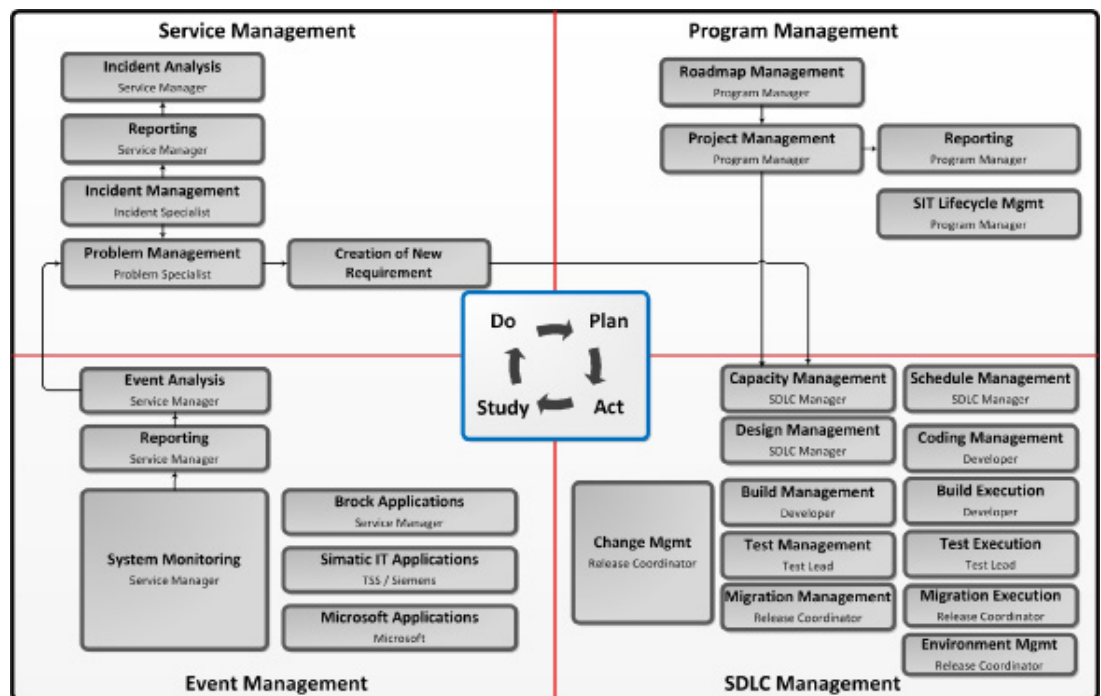 Service Management
Incident Analysis
Service Manager
Reporting
Service Manager
Incident Management
Incident Specialist
Problem Management
Problem Specialist
Creation of New
Requirement
Program Management
Roadmap Management
Program Manager
Project Management
Program Manager
Reporting
Program Manager
SIT Lifecycle Mgmt
Program Manager
Do
Plan
Study
Act
Event Analysis
Service Manager
Reporting
Service Manager
System Monitoring
Service Manager
Brock Applications
Service Manager
Simatic IT Applications
TSS / Siemens
Microsoft Applications
Microsoft
Event Management
Capacity Management
SDLC Manager
Schedule Management
SDLC Manager
Design Management
SDLC Manager
Coding Management
Developer
Change Mgmt
Release Coordinator
Build Management
Developer
Build Execution
Developer
Test Management
Test Lead
Test Execution
Test Lead
Migration Management
Release Coordinator
Migration Execution
Release Coordinator
Environment Mgmt
Release Coordinator
SDLC Management